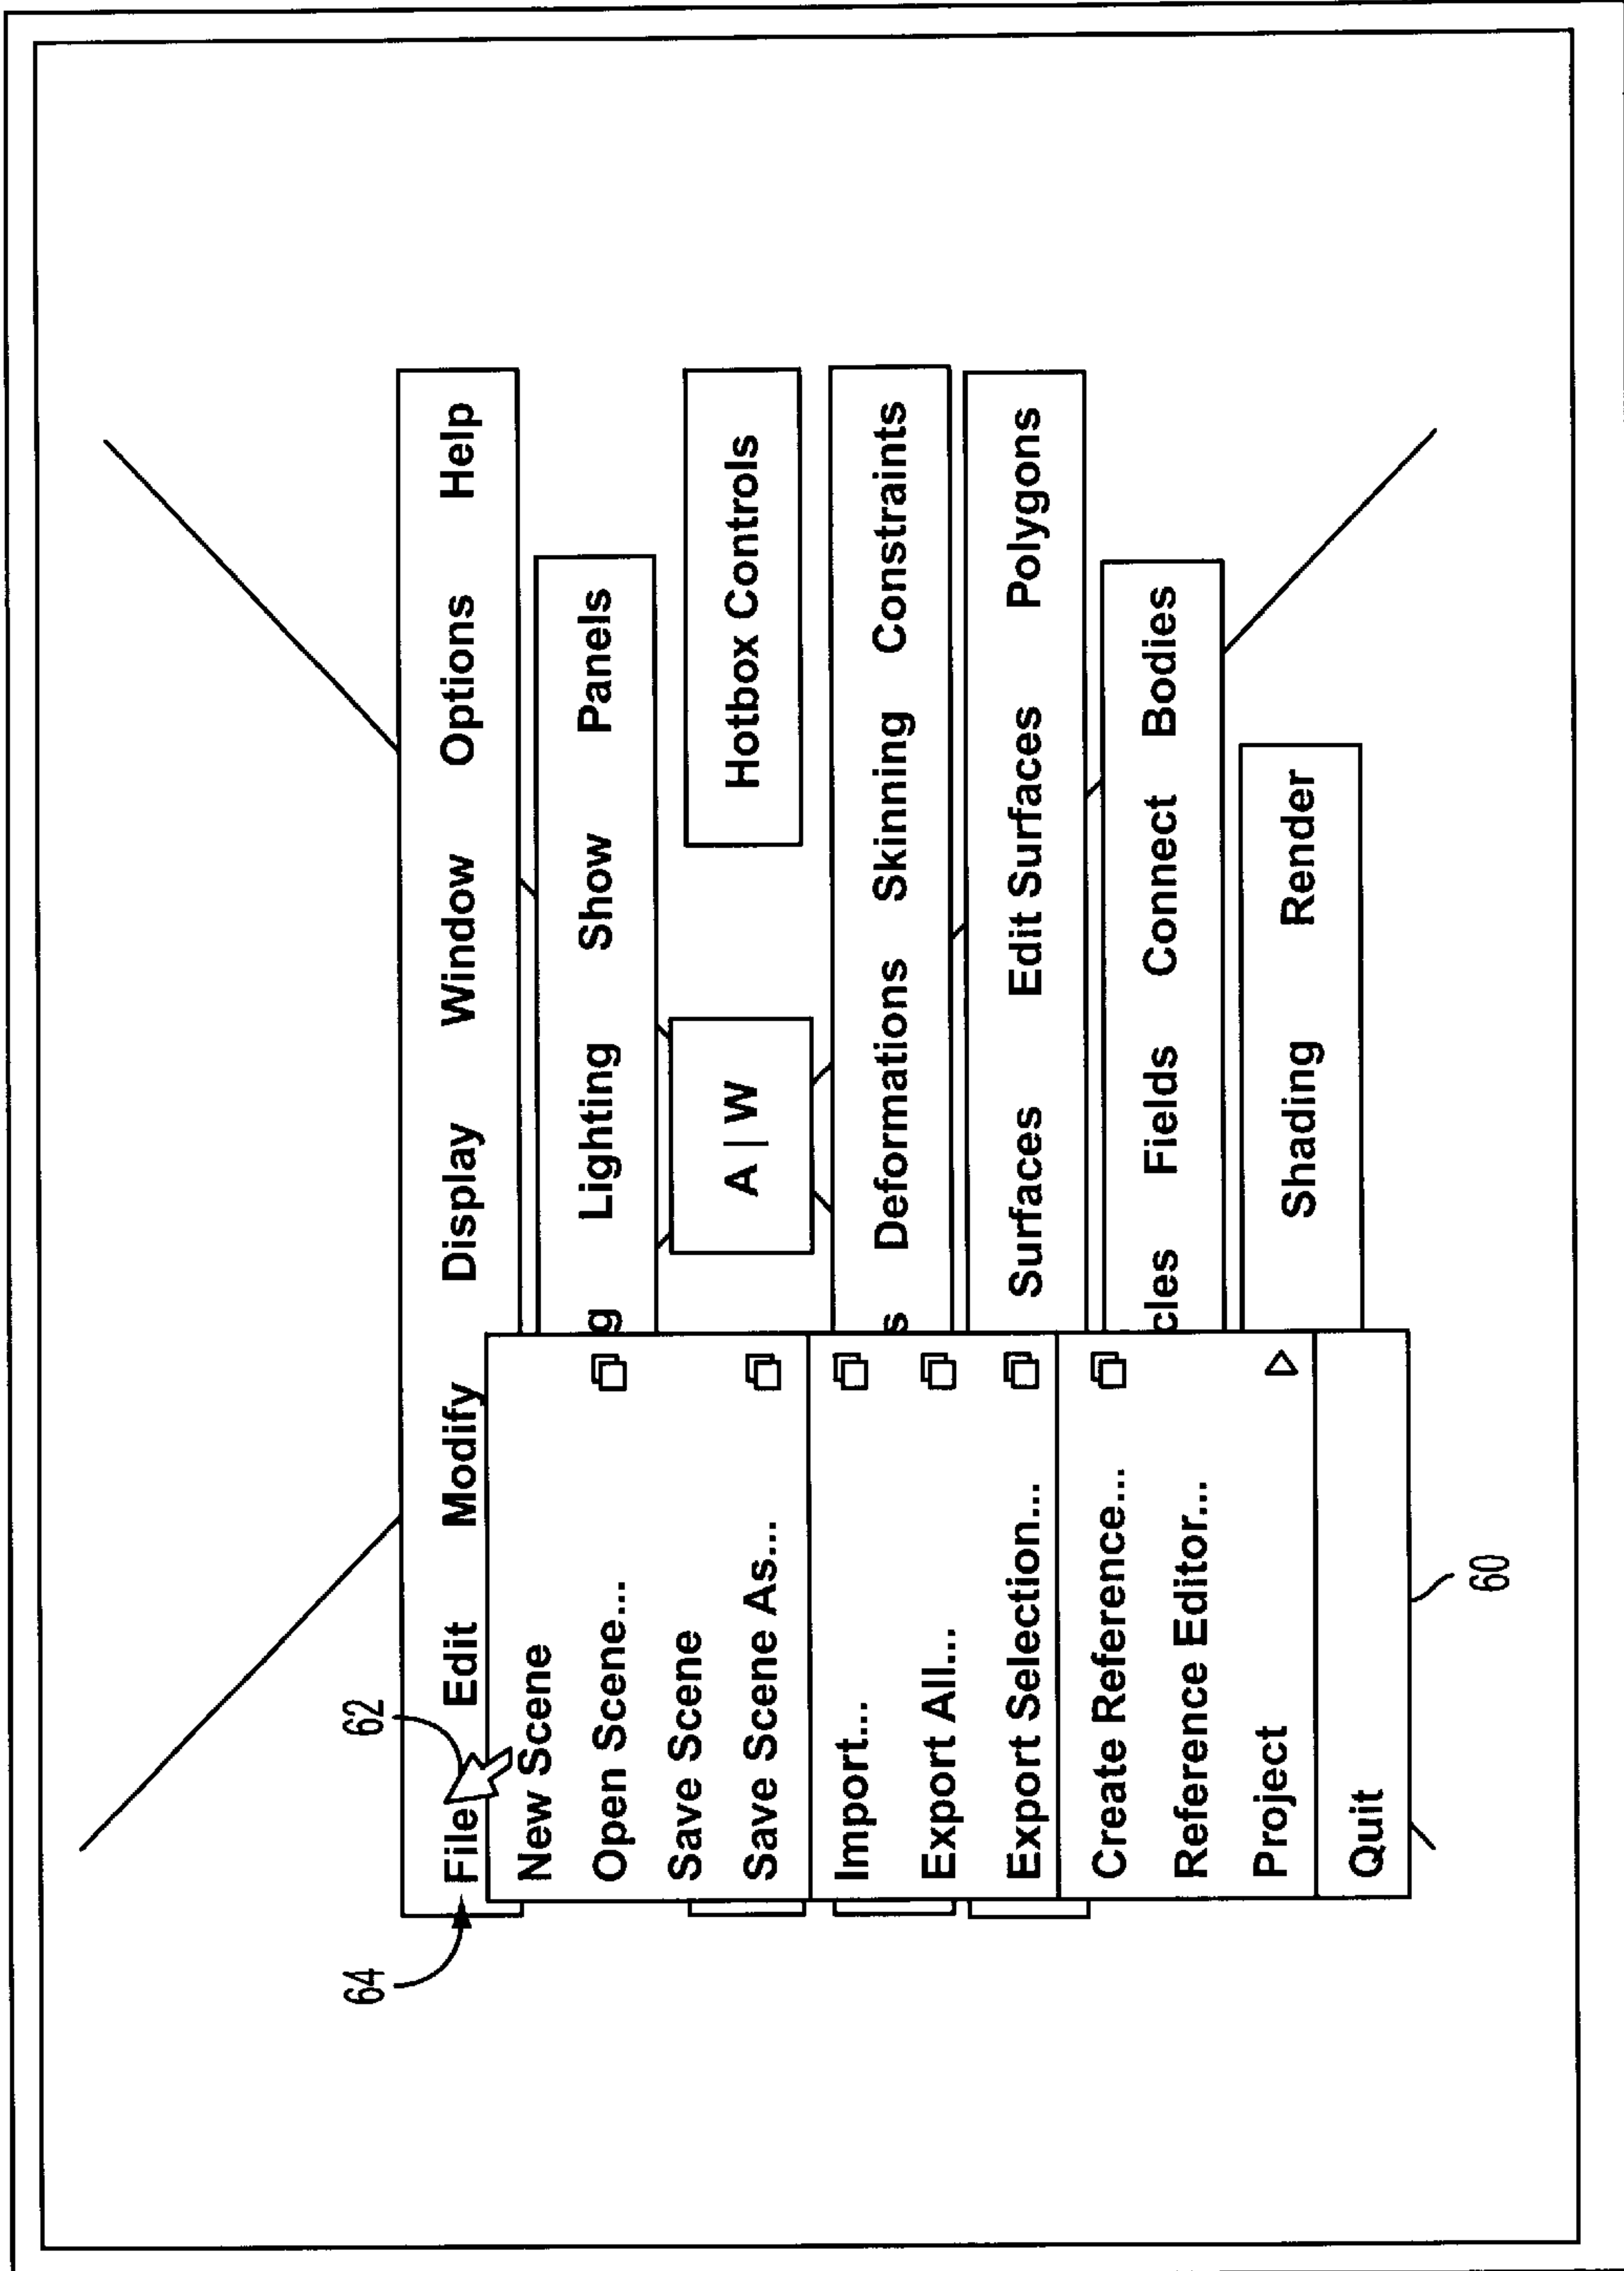 62
64
File Edit Modify Display Window Options Help
g Lighting Show Panels
A | W
Hotbox Controls
s Deformations Skinning Constraints
Surfaces Edit Surfaces Polygons
cles Fields Connect Bodies
Shading Render
New Scene
Open Scene...
Save Scene
Save Scene As...
Import...
Export All...
Export Selection...
Create Reference...
Reference Editor...
Project
Quit
60